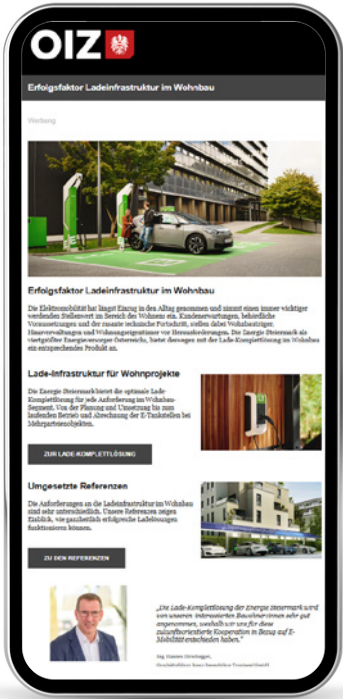 OIZ
Erfolgsfaktor Ladeinfrastruktur im Wohnbau
Werbung
Erfolgsfaktor Ladeinfrastruktur im Wohnbau
Die Elektromobilität hat längst Einzug in den Alltag genommen und nimmt einen immer wichtiger
werdenden Stellenwert im Bereich des Wohnens ein. Kundenerwartungen, behördliche
Voraussetzungen und der rasante technische Fortschritt, stellen dabei Wohnbauträger,
Hausverwaltungen und Wohnungseigentümer vor Herausforderungen. Die Energie Steiermark als
viertgrößter Energieversorger Österreichs, bietet deswegen mit der Lade-Komplettlösung im Wohnbau
ein entsprechendes Produkt an.
Lade-Infrastruktur für Wohnprojekte
Die Energie Steiermark bietet die optimale Lade-
Komplettlösung für jede Anforderung im Wohnbau-
Segment. Von der Planung und Umsetzung bis zum
laufenden Betrieb und Abrechnung der E-Tankstellen bei
Mehrparteienobjekten.
ZUR LADE-KOMPLETTLÖSUNG
Umgesetzte Referenzen
Die Anforderungen an die Ladeinfrastruktur im Wohnbau
sind sehr unterschiedlich. Unsere Referenzen zeigen
Einblick, wie ganzheitlich erfolgreiche Ladelösungen
funktionieren können.
ZU DEN REFERENZEN
„Die Lade-Komplettlösung der Energie Steiermark wird
von unseren interessierten Bauwohner:innen sehr gut
angenommen, weshalb wir uns für diese
zukunftsorientierte Kooperation in Bezug auf E-
Mobilität entschieden haben.“
Ing. Hannes